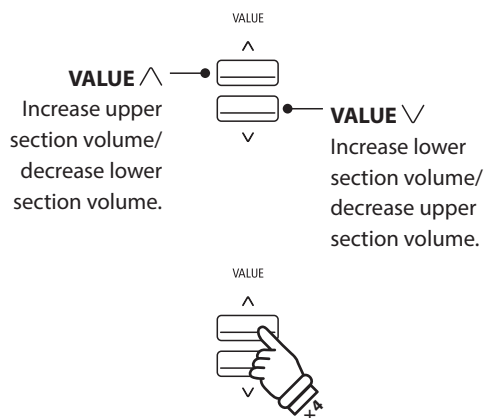 VALUE
VALUE ∧
Increase upper
section volume/
decrease lower
section volume.
VALUE ∨
Increase lower
section volume/
decrease upper
section volume.
VALUE
×4